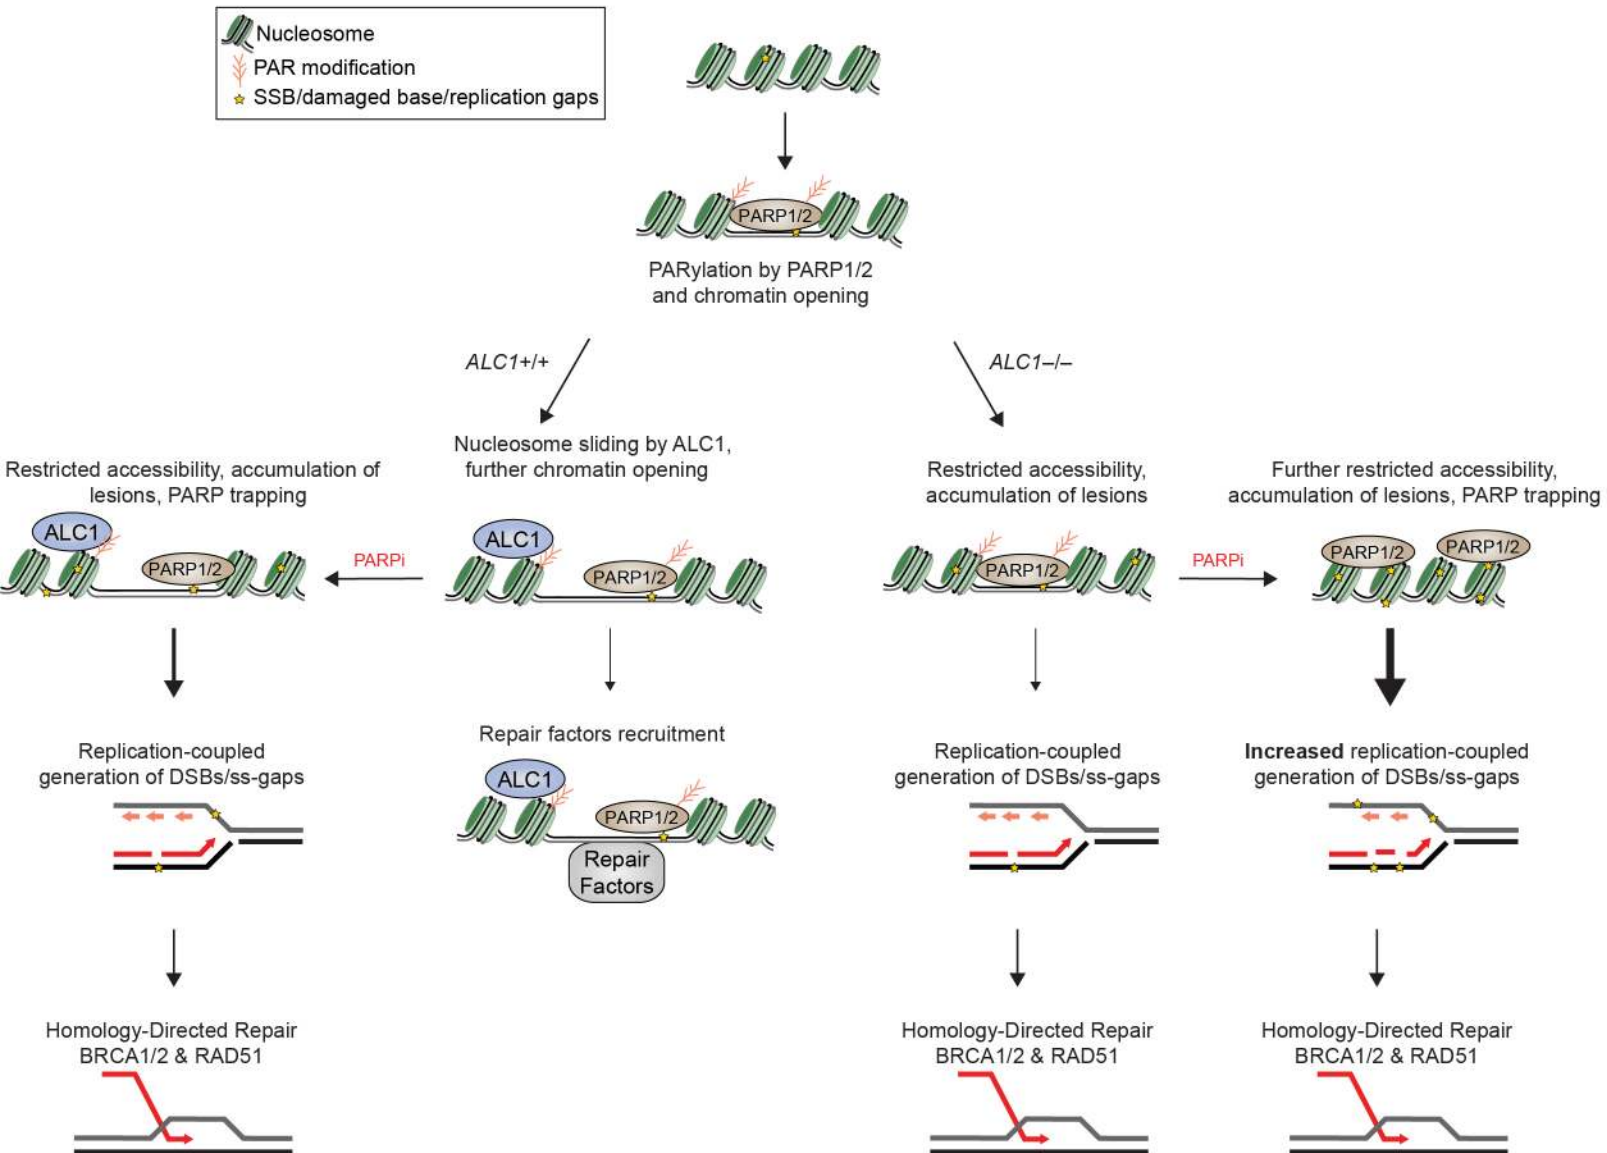 Nucleosome
PAR modification
SSB/damaged base/replication gaps
PARP1/2
PARylation by PARP1/2
and chromatin opening
ALC1+/+
ALC1–/–
Restricted accessibility, accumulation of
lesions, PARP trapping
ALC1
PARP1/2
PARPi
Nucleosome sliding by ALC1,
further chromatin opening
ALC1
PARP1/2
Restricted accessibility,
accumulation of lesions
PARP1/2
PARPi
Further restricted accessibility,
accumulation of lesions, PARP trapping
PARP1/2
PARP1/2
Replication-coupled
generation of DSBs/ss-gaps
Repair factors recruitment
ALC1
PARP1/2
Repair
Factors
Replication-coupled
generation of DSBs/ss-gaps
Increased replication-coupled
generation of DSBs/ss-gaps
Homology-Directed Repair
BRCA1/2 & RAD51
Homology-Directed Repair
BRCA1/2 & RAD51
Homology-Directed Repair
BRCA1/2 & RAD51